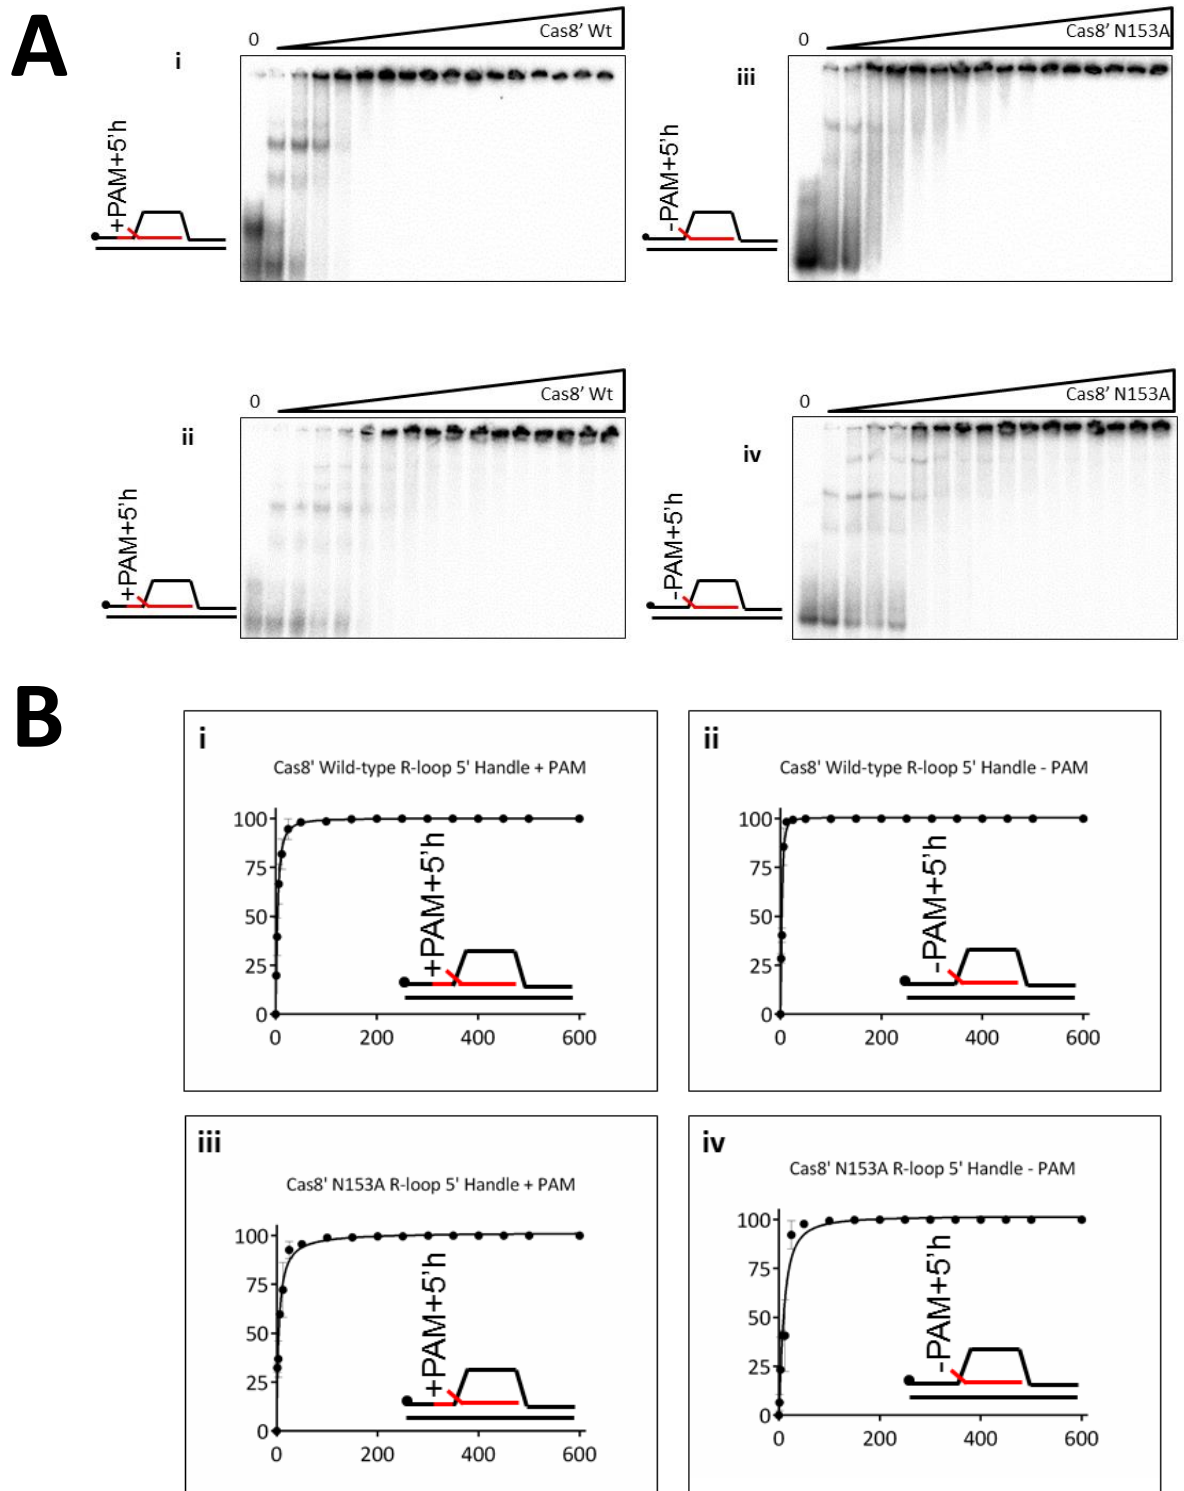 A
0
Cas8' Wt
i
+PAM+5'h
0
Cas8' N153A
iii
-PAM+5'h
0
Cas8' Wt
ii
+PAM+5'h
0
Cas8' N153A
iv
-PAM+5'h
B
i
Cas8' Wild-type R-loop 5' Handle + PAM
100
75
50
25
0
0 200 400 600
+PAM+5'h
ii
Cas8' Wild-type R-loop 5' Handle - PAM
100
75
50
25
0
0 200 400 600
-PAM+5'h
iii
Cas8' N153A R-loop 5' Handle + PAM
100
75
50
25
0
0 200 400 600
+PAM+5'h
iv
Cas8' N153A R-loop 5' Handle - PAM
100
75
50
25
0
0 200 400 600
-PAM+5'h